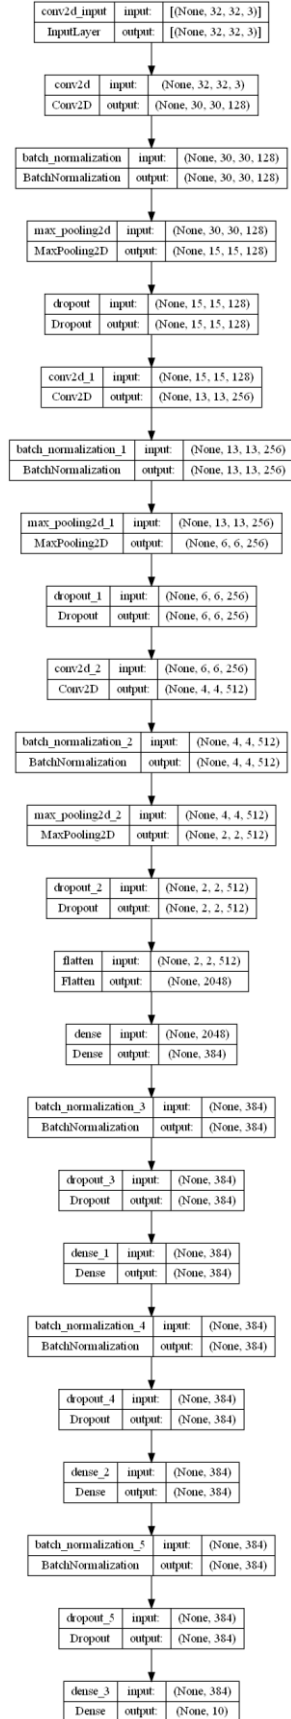 conv2d_input input: [(None, 32, 32, 3)]
InputLayer output: [(None, 32, 32, 3)]
conv2d input: (None, 32, 32, 3)
Conv2D output: (None, 30, 30, 128)
batch_normalization input: (None, 30, 30, 128)
BatchNormalization output: (None, 30, 30, 128)
max_pooling2d input: (None, 30, 30, 128)
MaxPooling2D output: (None, 15, 15, 128)
dropout input: (None, 15, 15, 128)
Dropout output: (None, 15, 15, 128)
conv2d_1 input: (None, 15, 15, 128)
Conv2D output: (None, 13, 13, 256)
batch_normalization_1 input: (None, 13, 13, 256)
BatchNormalization output: (None, 13, 13, 256)
max_pooling2d_1 input: (None, 13, 13, 256)
MaxPooling2D output: (None, 6, 6, 256)
dropout_1 input: (None, 6, 6, 256)
Dropout output: (None, 6, 6, 256)
conv2d_2 input: (None, 6, 6, 256)
Conv2D output: (None, 4, 4, 512)
batch_normalization_2 input: (None, 4, 4, 512)
BatchNormalization output: (None, 4, 4, 512)
max_pooling2d_2 input: (None, 4, 4, 512)
MaxPooling2D output: (None, 2, 2, 512)
dropout_2 input: (None, 2, 2, 512)
Dropout output: (None, 2, 2, 512)
flatten input: (None, 2, 2, 512)
Flatten output: (None, 2048)
dense input: (None, 2048)
Dense output: (None, 384)
batch_normalization_3 input: (None, 384)
BatchNormalization output: (None, 384)
dropout_3 input: (None, 384)
Dropout output: (None, 384)
dense_1 input: (None, 384)
Dense output: (None, 384)
batch_normalization_4 input: (None, 384)
BatchNormalization output: (None, 384)
dropout_4 input: (None, 384)
Dropout output: (None, 384)
dense_2 input: (None, 384)
Dense output: (None, 384)
batch_normalization_5 input: (None, 384)
BatchNormalization output: (None, 384)
dropout_5 input: (None, 384)
Dropout output: (None, 384)
dense_3 input: (None, 384)
Dense output: (None, 10)